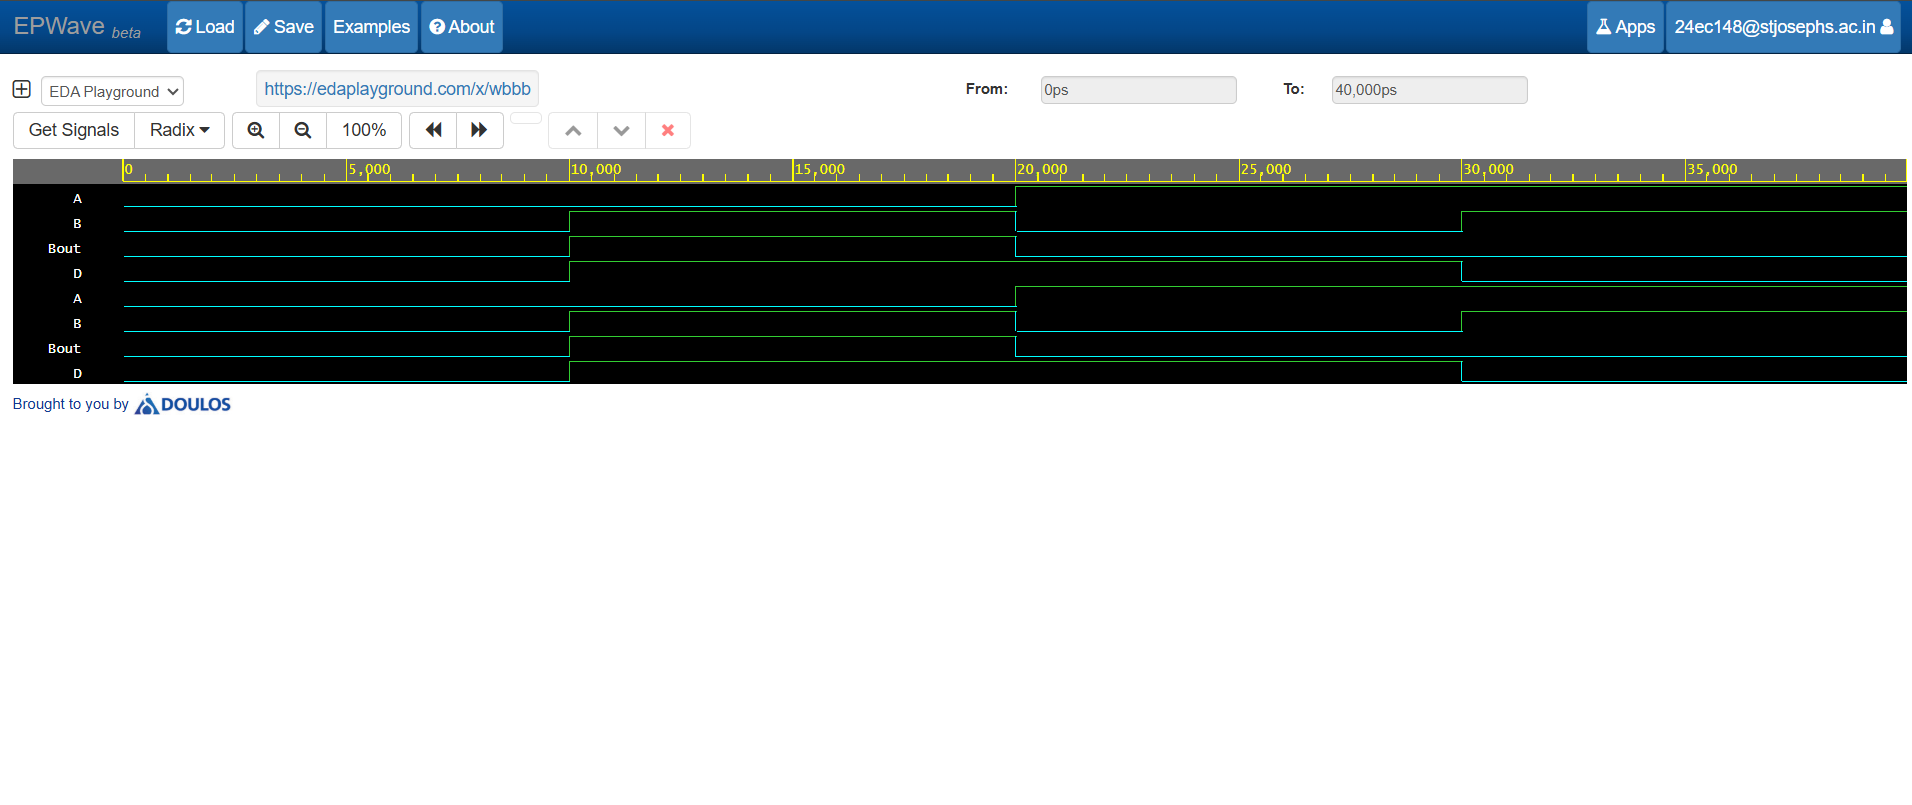 EPWave beta Load Save Examples About Apps 24ec148@stjosephs.ac.in
EDA Playground https://edaplayground.com/x/wbbb From: 0ps To: 40,000ps
Get Signals Radix 100%
0 5,000 10,000 15,000 20,000 25,000 30,000 35,000
A
B
Bout
D
A
B
Bout
D
Brought to you by DOULOS